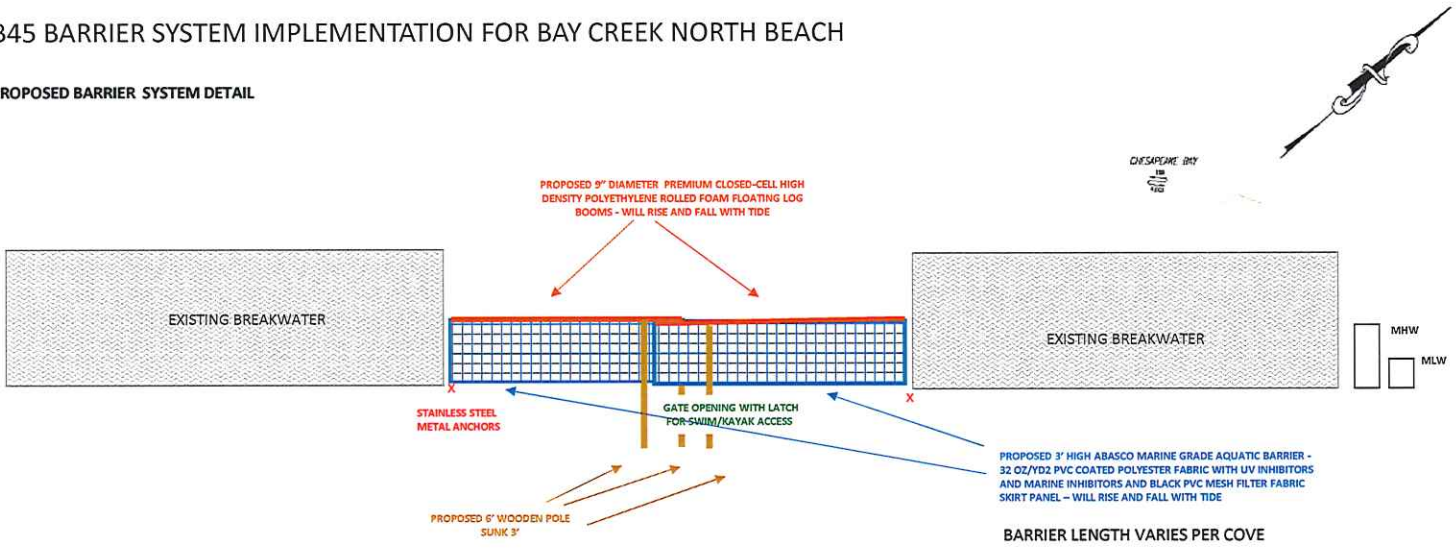 345 BARRIER SYSTEM IMPLEMENTATION FOR BAY CREEK NORTH BEACH
ROPOSED BARRIER SYSTEM DETAIL
CHESAPEAKE BAY
PROPOSED 9” DIAMETER PREMIUM CLOSED-CELL HIGH
DENSITY POLYETHYLENE ROLLED FOAM FLOATING LOG
BOOMS - WILL RISE AND FALL WITH TIDE
EXISTING BREAKWATER
EXISTING BREAKWATER
MHW
MLW
X
X
STAINLESS STEEL
METAL ANCHORS
GATE OPENING WITH LATCH
FOR SWIM/KAYAK ACCESS
PROPOSED 3’ HIGH ABASCO MARINE GRADE AQUATIC BARRIER -
32 OZ/YD2 PVC COATED POLYESTER FABRIC WITH UV INHIBITORS
AND MARINE INHIBITORS AND BLACK PVC MESH FILTER FABRIC
SKIRT PANEL – WILL RISE AND FALL WITH TIDE
PROPOSED 6’ WOODEN POLE
SUNK 3’
BARRIER LENGTH VARIES PER COVE